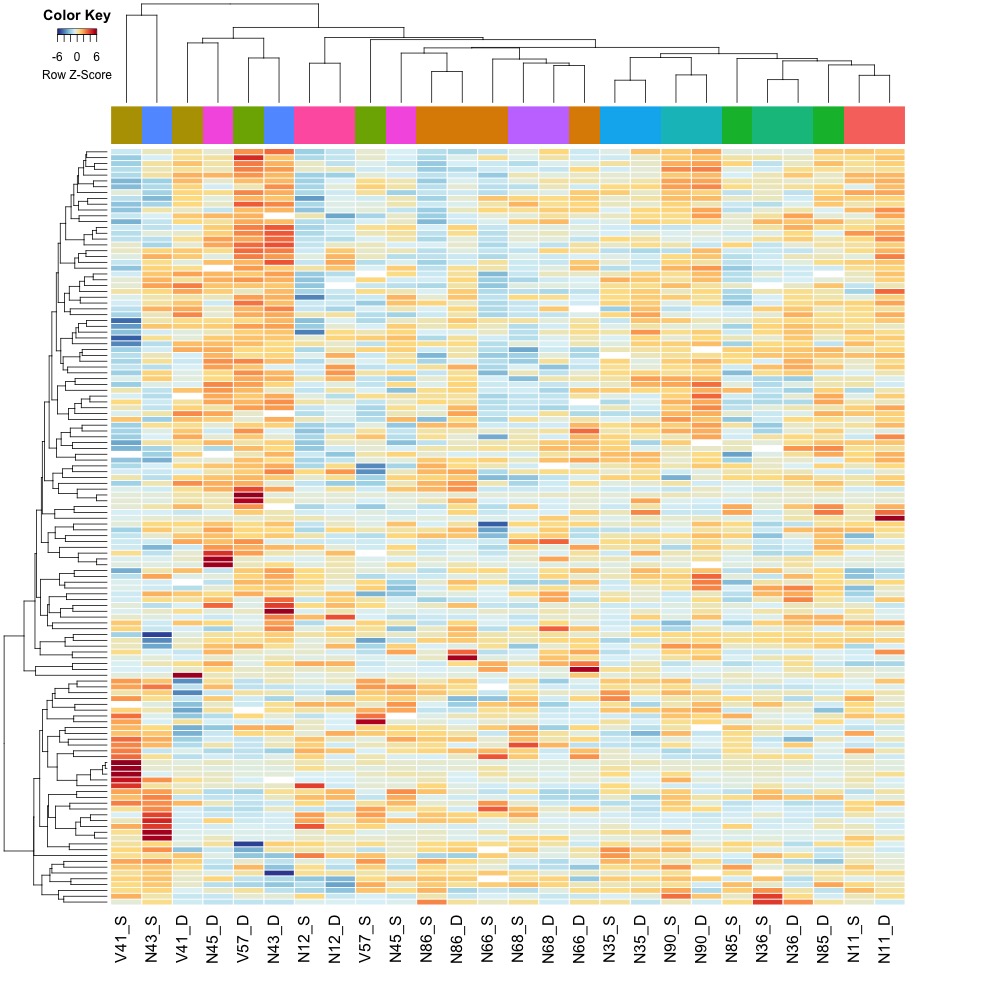 Color Key
-6 0 6
Row Z-Score
V41_S
N43_S
V41_D
N45_D
V57_D
N43_D
N12_S
N12_D
V57_S
N45_S
N86_S
N86_D
N66_S
N68_S
N68_D
N66_D
N35_S
N35_D
N90_S
N90_D
N85_S
N36_S
N36_D
N85_D
N11_S
N11_D